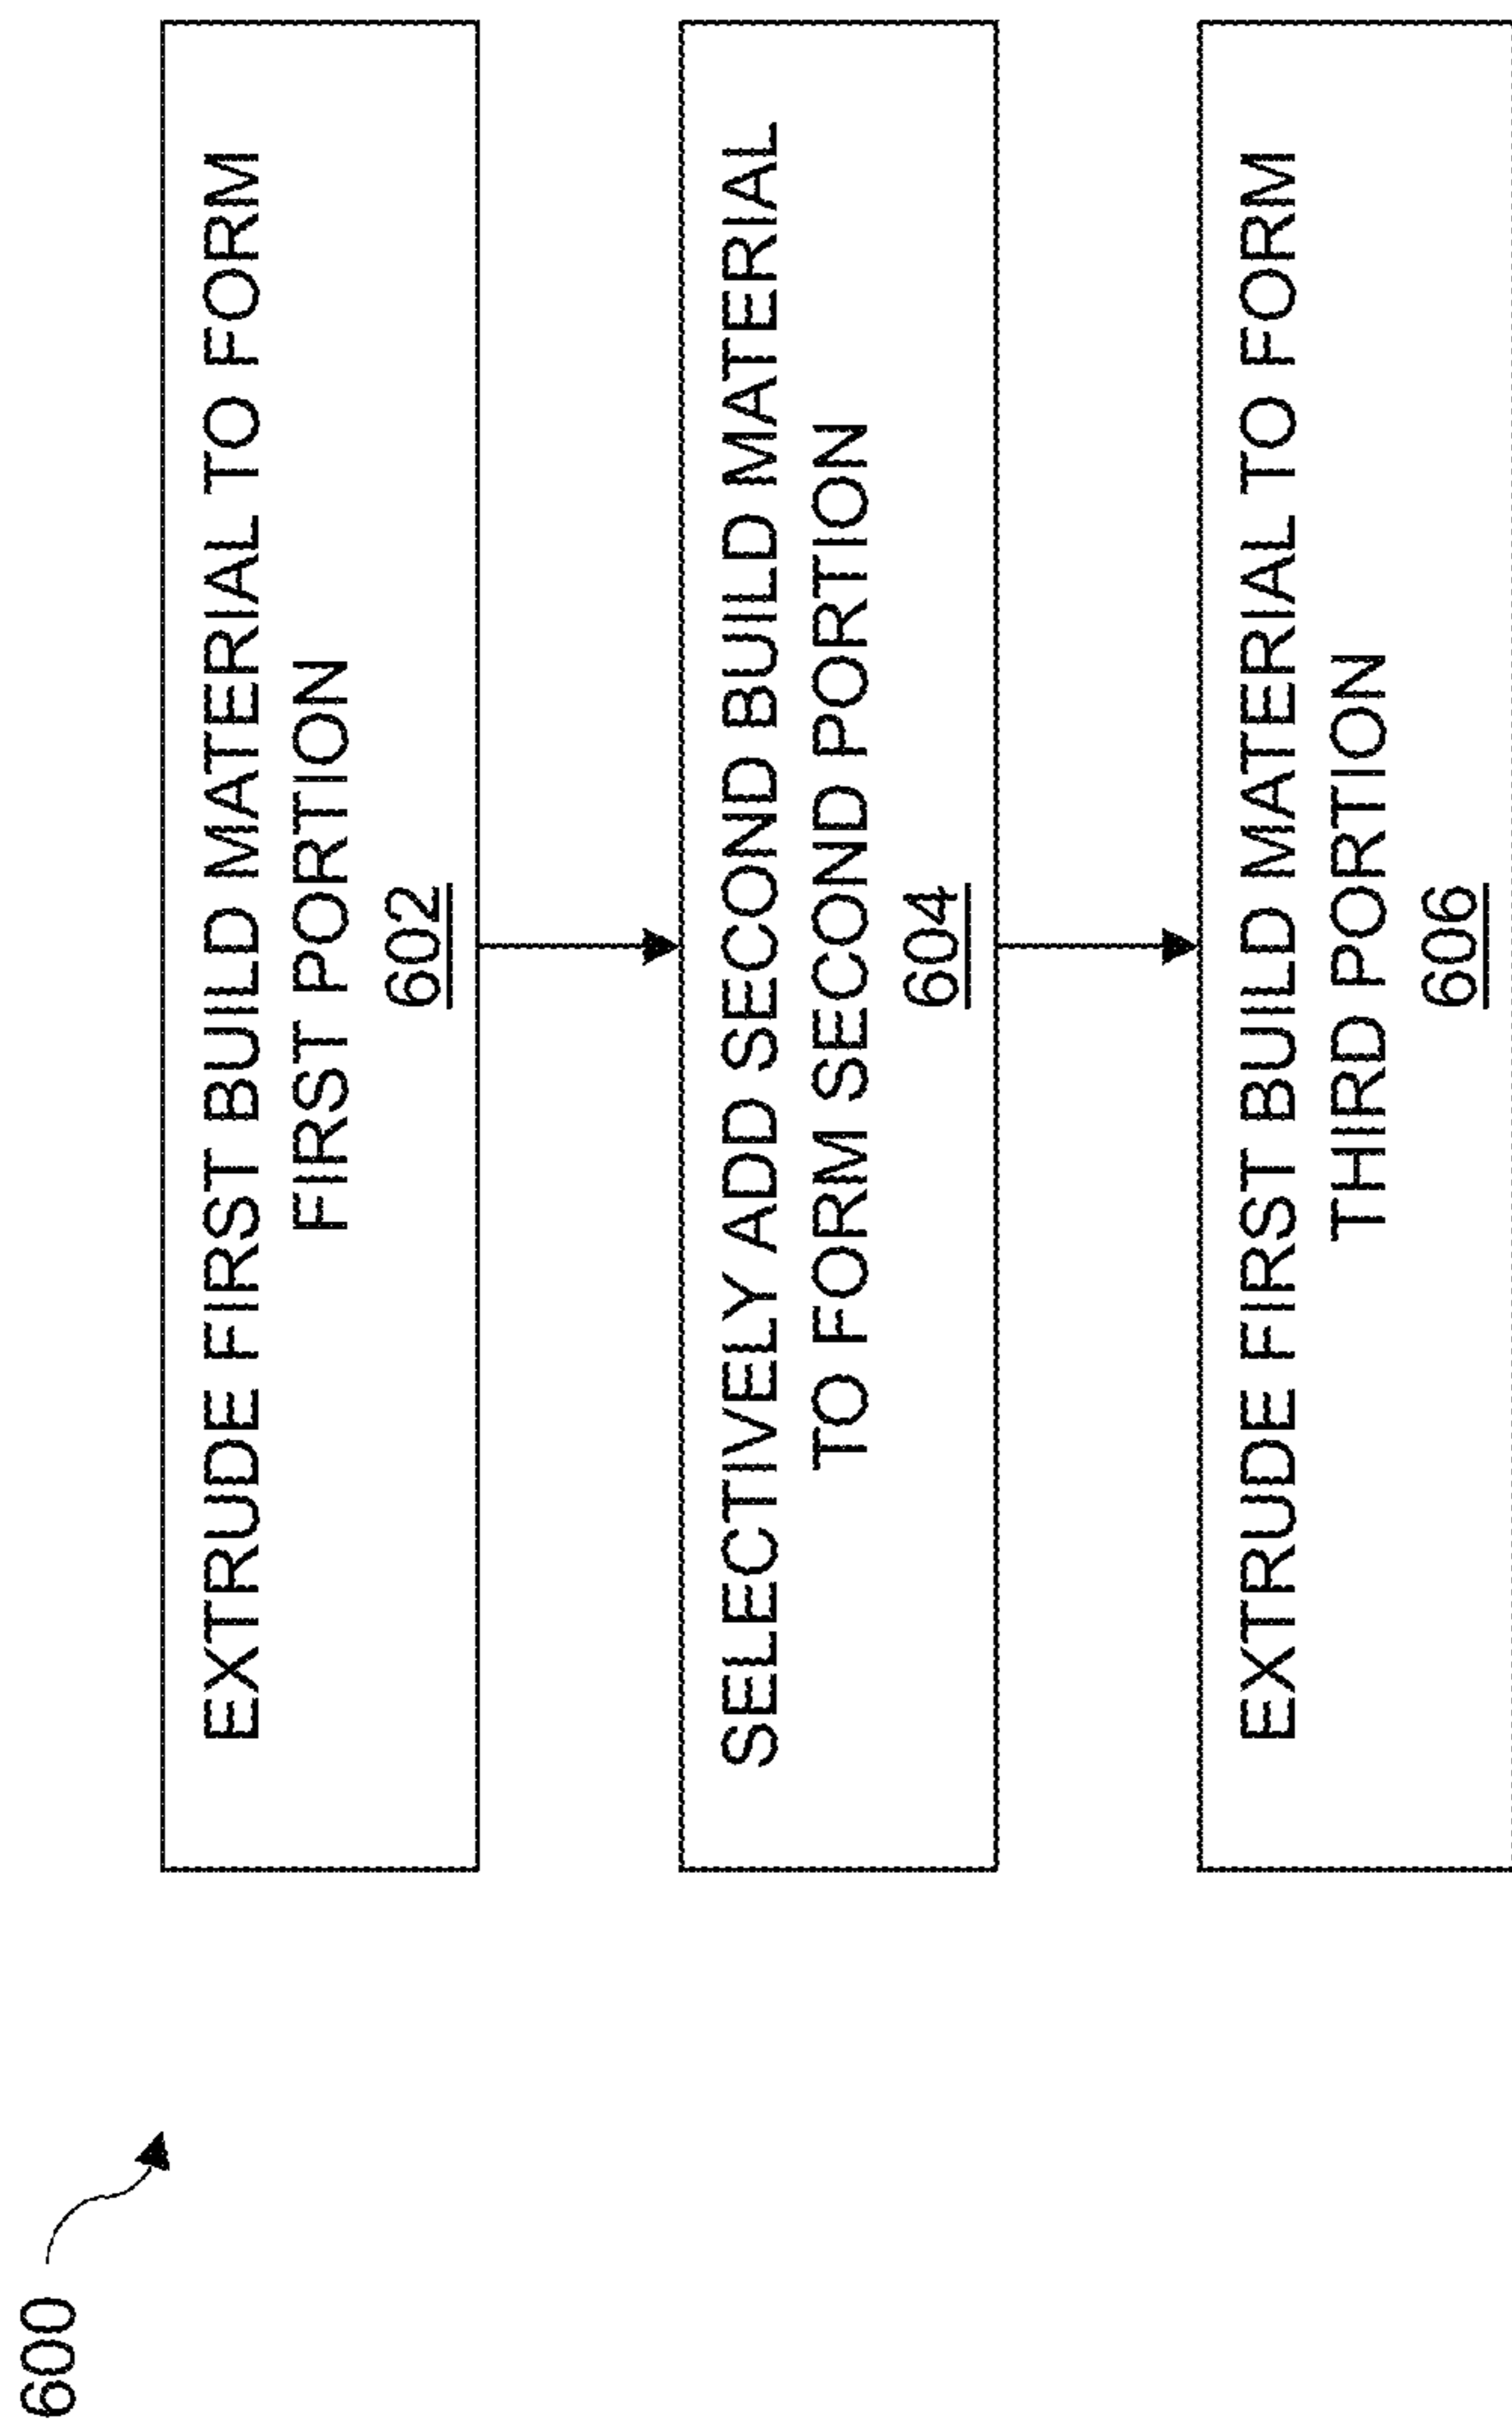 600
EXTRUDE FIRST BUILD MATERIAL TO FORM
FIRST PORTION
602
SELECTIVELY ADD SECOND BUILD MATERIAL
TO FORM SECOND PORTION
604
EXTRUDE FIRST BUILD MATERIAL TO FORM
THIRD PORTION
606